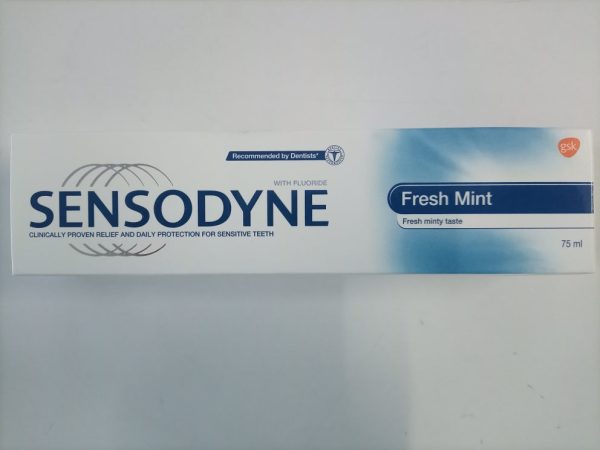 Recommended by Dentists*
WITH FLUORIDE
SENSODYNE
CLINICALLY PROVEN RELIEF AND DAILY PROTECTION FOR SENSITIVE TEETH
gsk
Fresh Mint
Fresh minty taste
75 ml